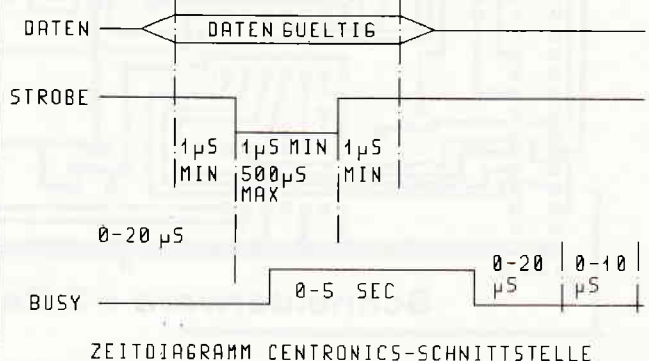 DATEN
DATEN GUELTIG
STROBE
1µS 1µS MIN 1µS
MIN 500µS MIN
MAX
0-20 µS
0-20 0-10
BUSY 0-5 SEC µS µS
ZEITDIAGRAMM CENTRONICS-SCHNITTSTELLE